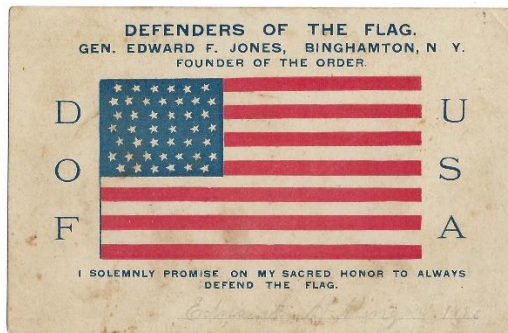 DEFENDERS OF THE FLAG.
GEN. EDWARD F. JONES, BINGHAMTON, N Y.
FOUNDER OF THE ORDER.
D U
O S
F A
I SOLEMNLY PROMISE ON MY SACRED HONOR TO ALWAYS
DEFEND THE FLAG.